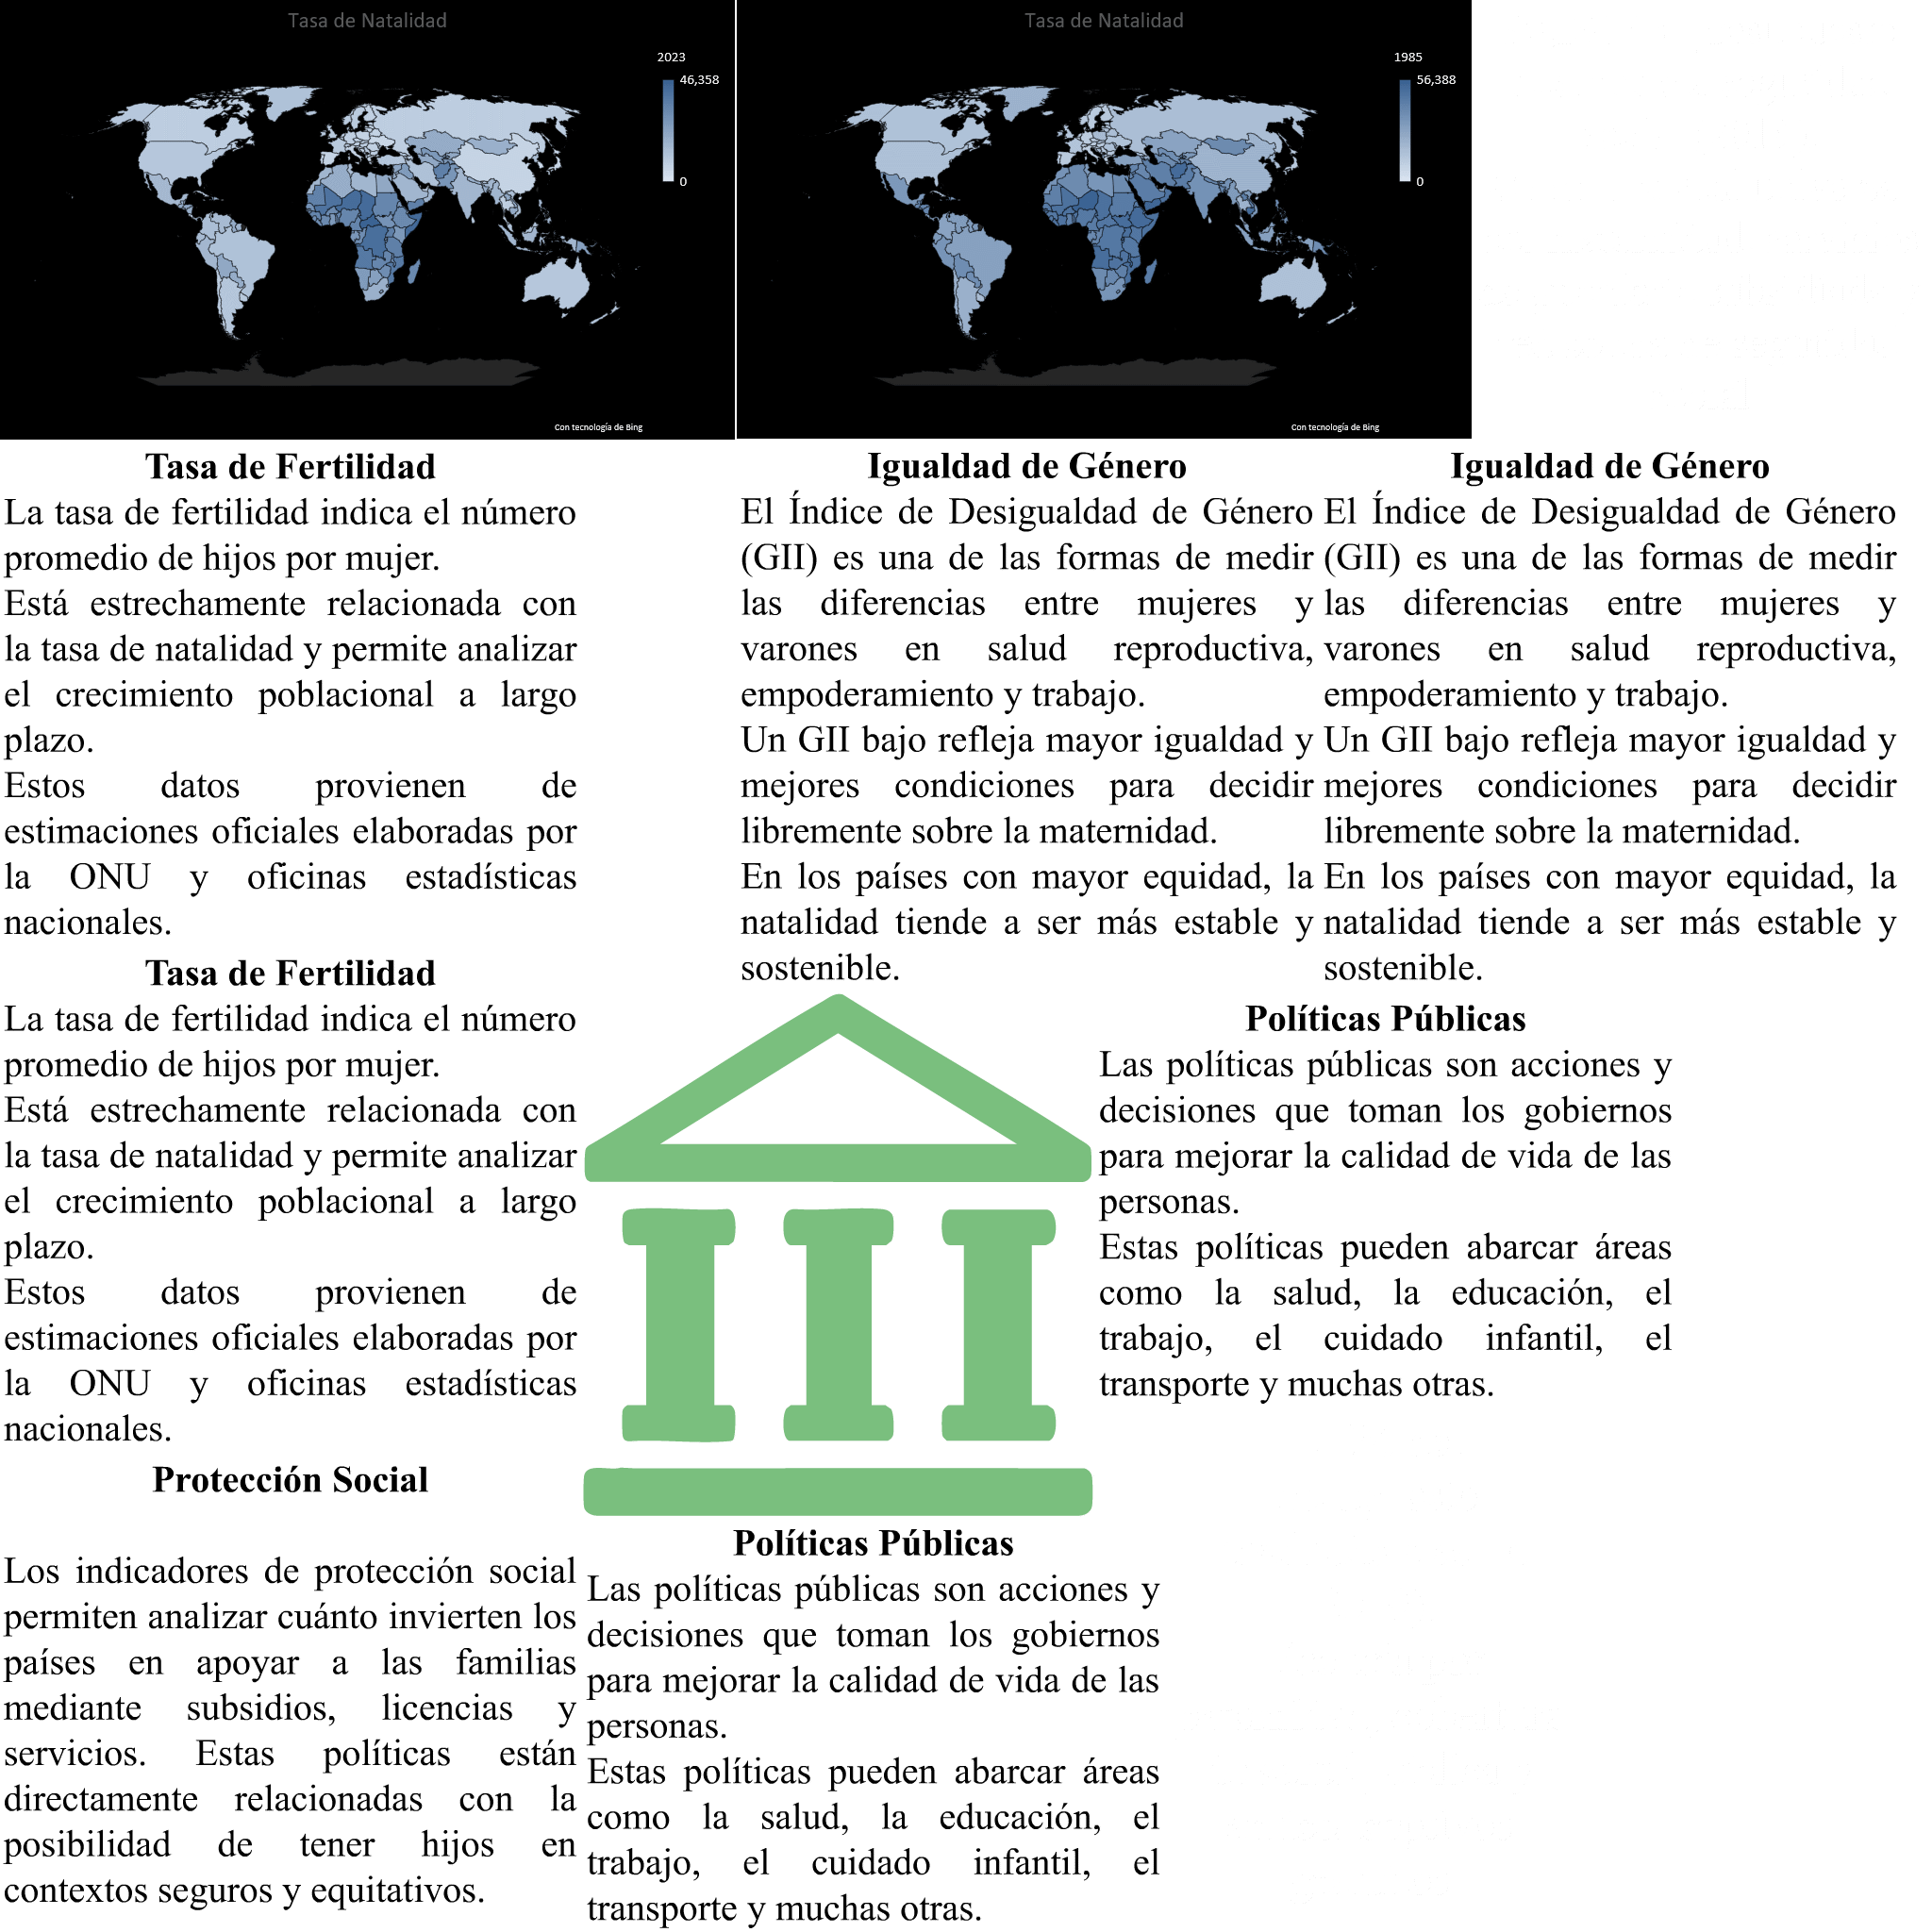 Tasa de Natalidad
2023
46,358
0
Con tecnología de Bing
Tasa de Natalidad
1985
56,388
0
Con tecnología de Bing
Tasa de Fertilidad
La tasa de fertilidad indica el número
promedio de hijos por mujer.
Está estrechamente relacionada con
la tasa de natalidad y permite analizar
el crecimiento poblacional a largo
plazo.
Estos datos provienen de
estimaciones oficiales elaboradas por
la ONU y oficinas estadísticas
nacionales.
Igualdad de Género
El Índice de Desigualdad de Género
(GII) es una de las formas de medir
las diferencias entre mujeres y
varones en salud reproductiva,
empoderamiento y trabajo.
Un GII bajo refleja mayor igualdad y
mejores condiciones para decidir
libremente sobre la maternidad.
En los países con mayor equidad, la
natalidad tiende a ser más estable y
sostenible.
Igualdad de Género
El Índice de Desigualdad de Género
(GII) es una de las formas de medir
las diferencias entre mujeres y
varones en salud reproductiva,
empoderamiento y trabajo.
Un GII bajo refleja mayor igualdad y
mejores condiciones para decidir
libremente sobre la maternidad.
En los países con mayor equidad, la
natalidad tiende a ser más estable y
sostenible.
Tasa de Fertilidad
La tasa de fertilidad indica el número
promedio de hijos por mujer.
Está estrechamente relacionada con
la tasa de natalidad y permite analizar
el crecimiento poblacional a largo
plazo.
Estos datos provienen de
estimaciones oficiales elaboradas por
la ONU y oficinas estadísticas
nacionales.
Políticas Públicas
Las políticas públicas son acciones y
decisiones que toman los gobiernos
para mejorar la calidad de vida de las
personas.
Estas políticas pueden abarcar áreas
como la salud, la educación, el
trabajo, el cuidado infantil, el
transporte y muchas otras.
Protección Social
Los indicadores de protección social
permiten analizar cuánto invierten los
países en apoyar a las familias
mediante subsidios, licencias y
servicios. Estas políticas están
directamente relacionadas con la
posibilidad de tener hijos en
contextos seguros y equitativos.
Políticas Públicas
Las políticas públicas son acciones y
decisiones que toman los gobiernos
para mejorar la calidad de vida de las
personas.
Estas políticas pueden abarcar áreas
como la salud, la educación, el
trabajo, el cuidado infantil, el
transporte y muchas otras.